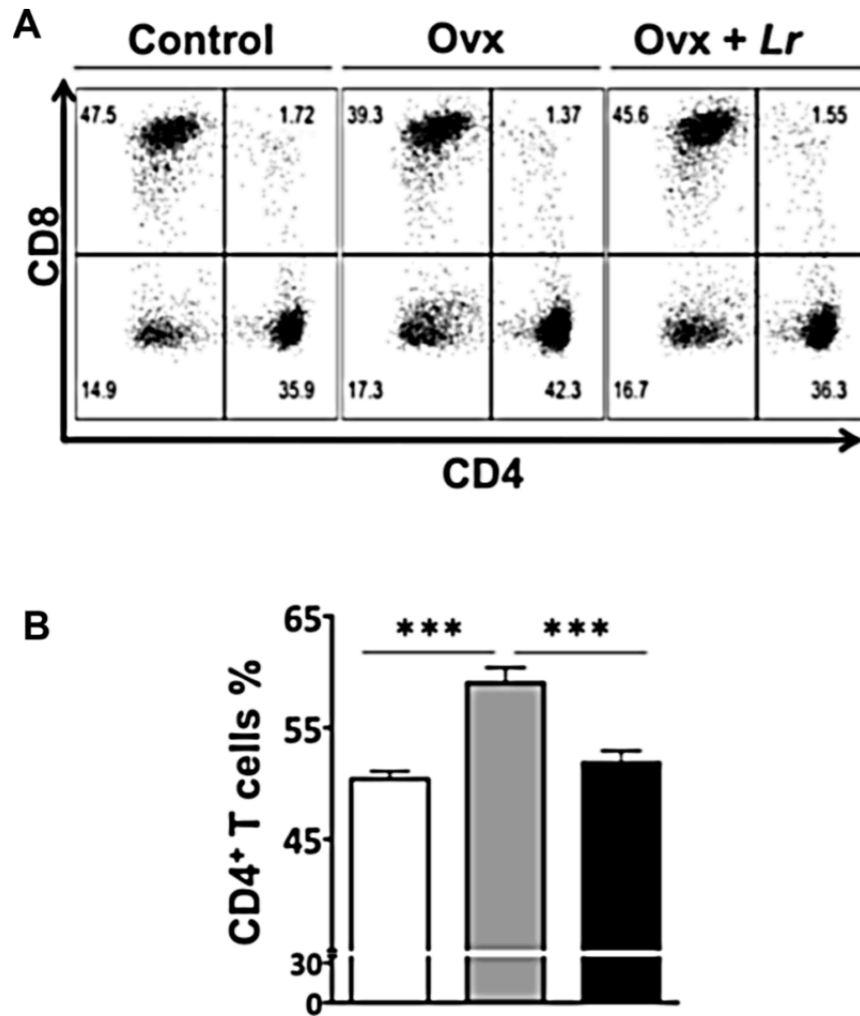 A
Control Ovx Ovx + Lr
47.5 1.72 39.3 1.37 45.6 1.55
CD8
14.9 35.9 17.3 42.3 16.7 36.3
CD4
B
65
*** ***
55
CD4⁺ T cells %
45
30
0